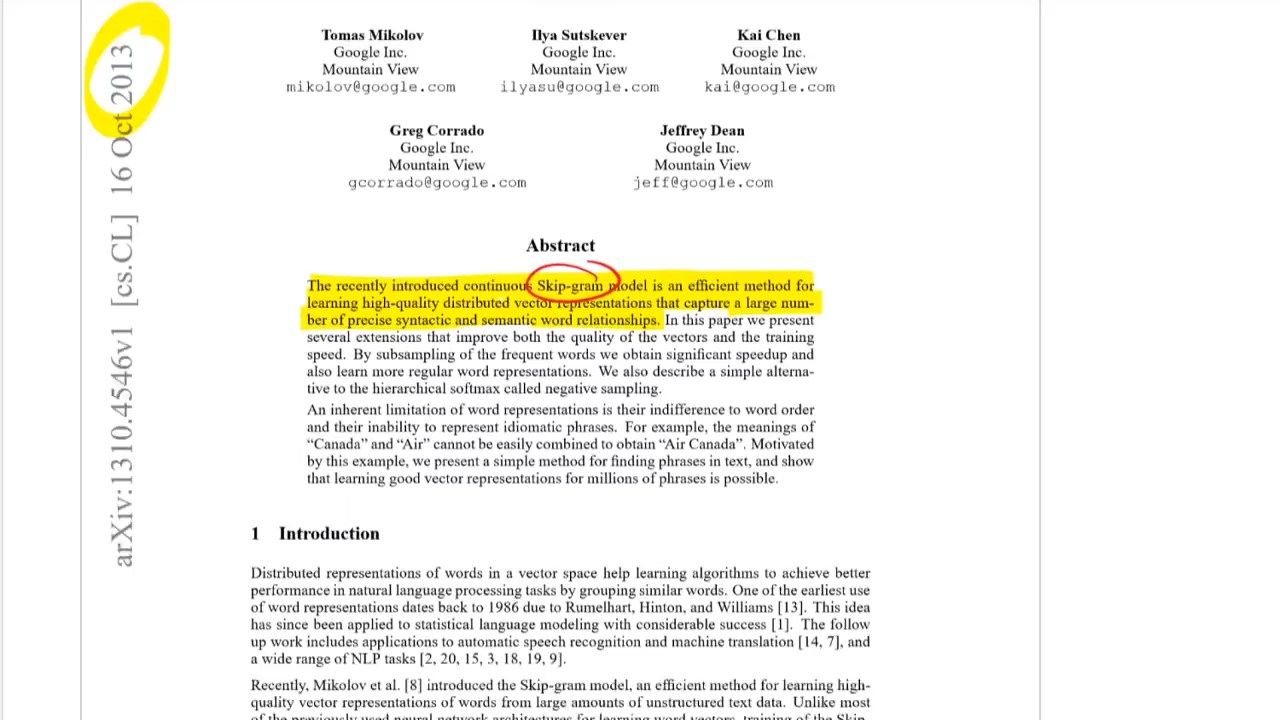 arXiv:1310.4546v1 [cs.CL] 16 Oct 2013
Tomas Mikolov
Google Inc.
Mountain View
mikolov@google.com
Ilya Sutskever
Google Inc.
Mountain View
ilyasu@google.com
Kai Chen
Google Inc.
Mountain View
kai@google.com
Greg Corrado
Google Inc.
Mountain View
gcorrado@google.com
Jeffrey Dean
Google Inc.
Mountain View
jeff@google.com
Abstract
The recently introduced continuous Skip-gram model is an efficient method for
learning high-quality distributed vector representations that capture a large num-
ber of precise syntactic and semantic word relationships. In this paper we present
several extensions that improve both the quality of the vectors and the training
speed. By subsampling of the frequent words we obtain significant speedup and
also learn more regular word representations. We also describe a simple alterna-
tive to the hierarchical softmax called negative sampling.
An inherent limitation of word representations is their indifference to word order
and their inability to represent idiomatic phrases. For example, the meanings of
“Canada” and “Air” cannot be easily combined to obtain “Air Canada”. Motivated
by this example, we present a simple method for finding phrases in text, and show
that learning good vector representations for millions of phrases is possible.
1 Introduction
Distributed representations of words in a vector space help learning algorithms to achieve better
performance in natural language processing tasks by grouping similar words. One of the earliest use
of word representations dates back to 1986 due to Rumelhart, Hinton, and Williams [13]. This idea
has since been applied to statistical language modeling with considerable success [1]. The follow
up work includes applications to automatic speech recognition and machine translation [14, 7], and
a wide range of NLP tasks [2, 20, 15, 3, 18, 19, 9].
Recently, Mikolov et al. [8] introduced the Skip-gram model, an efficient method for learning high-
quality vector representations of words from large amounts of unstructured text data. Unlike most
of the previously used neural network architectures for learning word vectors, training of the Skip-